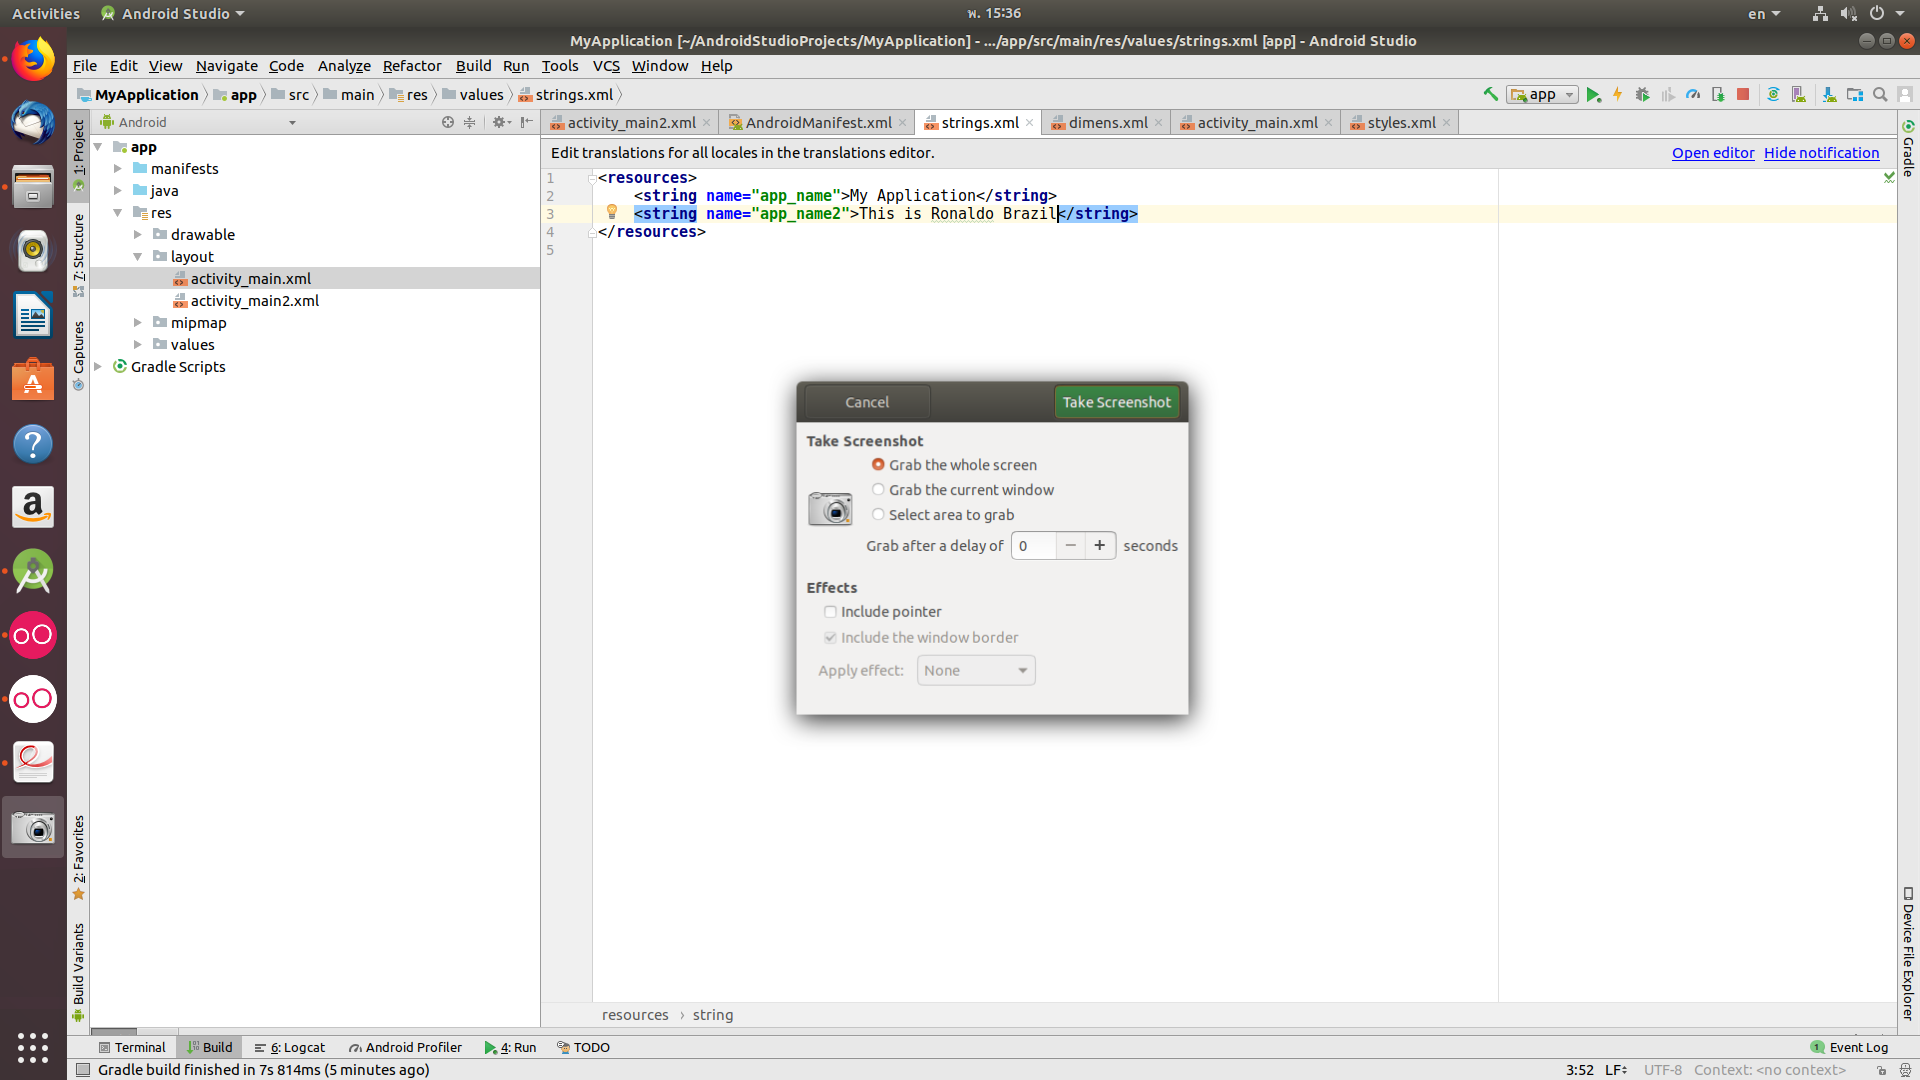 Activities Android Studio พ. 15:36 en
MyApplication [~/AndroidStudioProjects/MyApplication] - .../app/src/main/res/values/strings.xml [app] - Android Studio
File Edit View Navigate Code Analyze Refactor Build Run Tools VCS Window Help
MyApplication app src main res values strings.xml app
1: Project
Android
activity_main2.xml AndroidManifest.xml strings.xml dimens.xml activity_main.xml styles.xml
Gradle
app
manifests
java
res
drawable
layout
activity_main.xml
activity_main2.xml
mipmap
values
Gradle Scripts
7: Structure
Captures
2: Favorites
Build Variants
Edit translations for all locales in the translations editor. Open editor Hide notification
1 <resources>
2 <string name="app_name">My Application</string>
3 <string name="app_name2">This is Ronaldo Brazil</string>
4 </resources>
5
Cancel Take Screenshot
Take Screenshot
Grab the whole screen
Grab the current window
Select area to grab
Grab after a delay of 0 − + seconds
Effects
Include pointer
Include the window border
Apply effect: None
Device File Explorer
resources › string
Terminal Build 6: Logcat Android Profiler 4: Run TODO 1 Event Log
Gradle build finished in 7s 814ms (5 minutes ago) 3:52 LF UTF-8 Context: <no context>